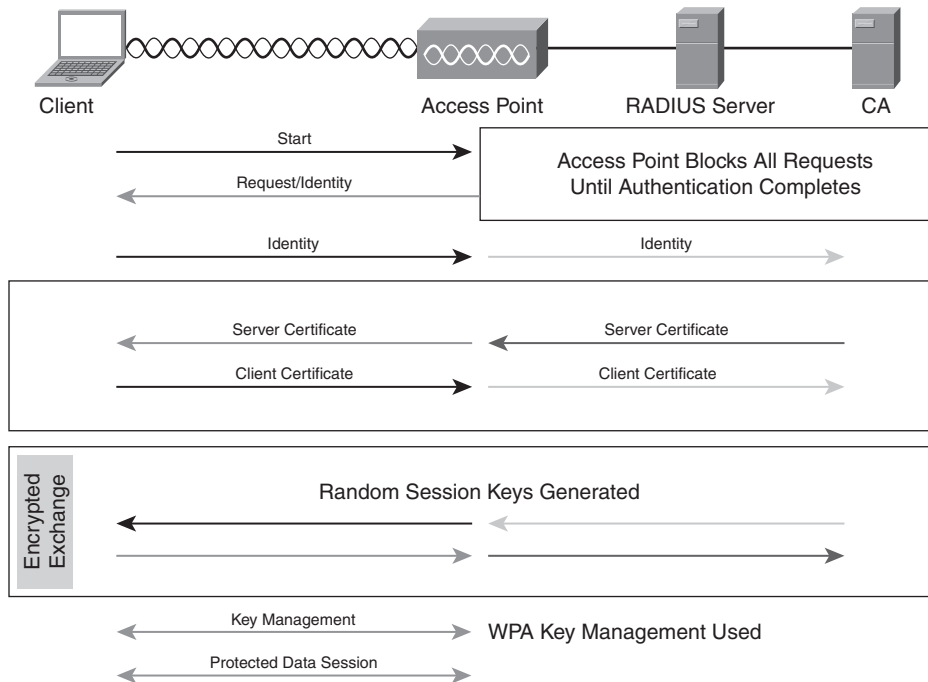 Client
Access Point
RADIUS Server
CA
Start
Access Point Blocks All Requests
Until Authentication Completes
Request/Identity
Identity
Identity
Server Certificate
Server Certificate
Client Certificate
Client Certificate
Encrypted
Exchange
Random Session Keys Generated
Key Management
WPA Key Management Used
Protected Data Session